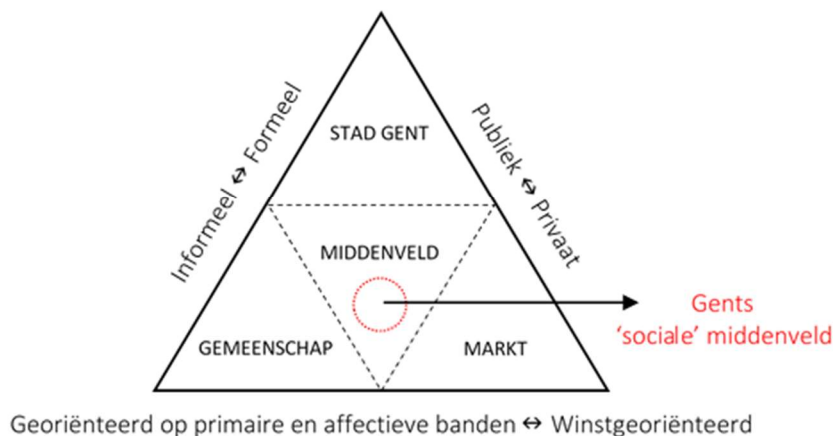 STAD GENT
Informeel ↔ Formeel
Publiek ↔ Privaat
MIDDENVELD
Gents
‘sociale’ middenveld
GEMEENSCHAP
MARKT
Georiënteerd op primaire en affectieve banden ↔ Winstgeoriënteerd